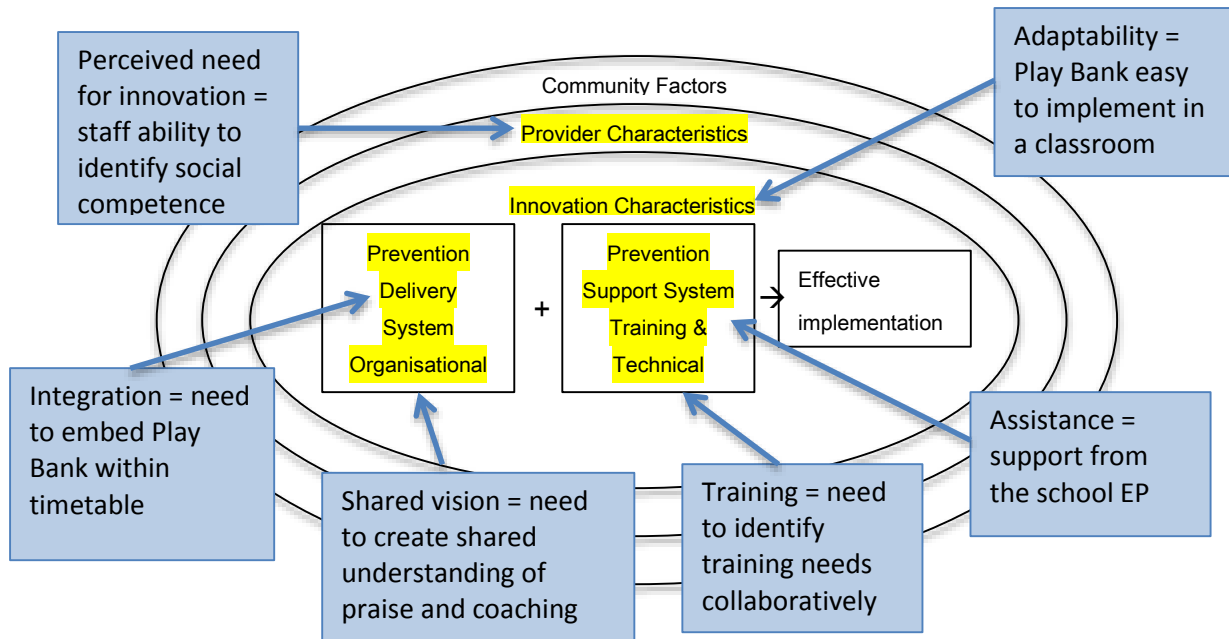 Perceived need
for innovation =
staff ability to
identify social
competence
Community Factors
Provider Characteristics
Innovation Characteristics
Adaptability =
Play Bank easy
to implement in
a classroom
Prevention
Delivery
System
Organisational
+
Prevention
Support System
Training &
Technical
→
Effective
implementation
Integration = need
to embed Play
Bank within
timetable
Shared vision = need
to create shared
understanding of
praise and coaching
Training = need
to identify
training needs
collaboratively
Assistance =
support from
the school EP